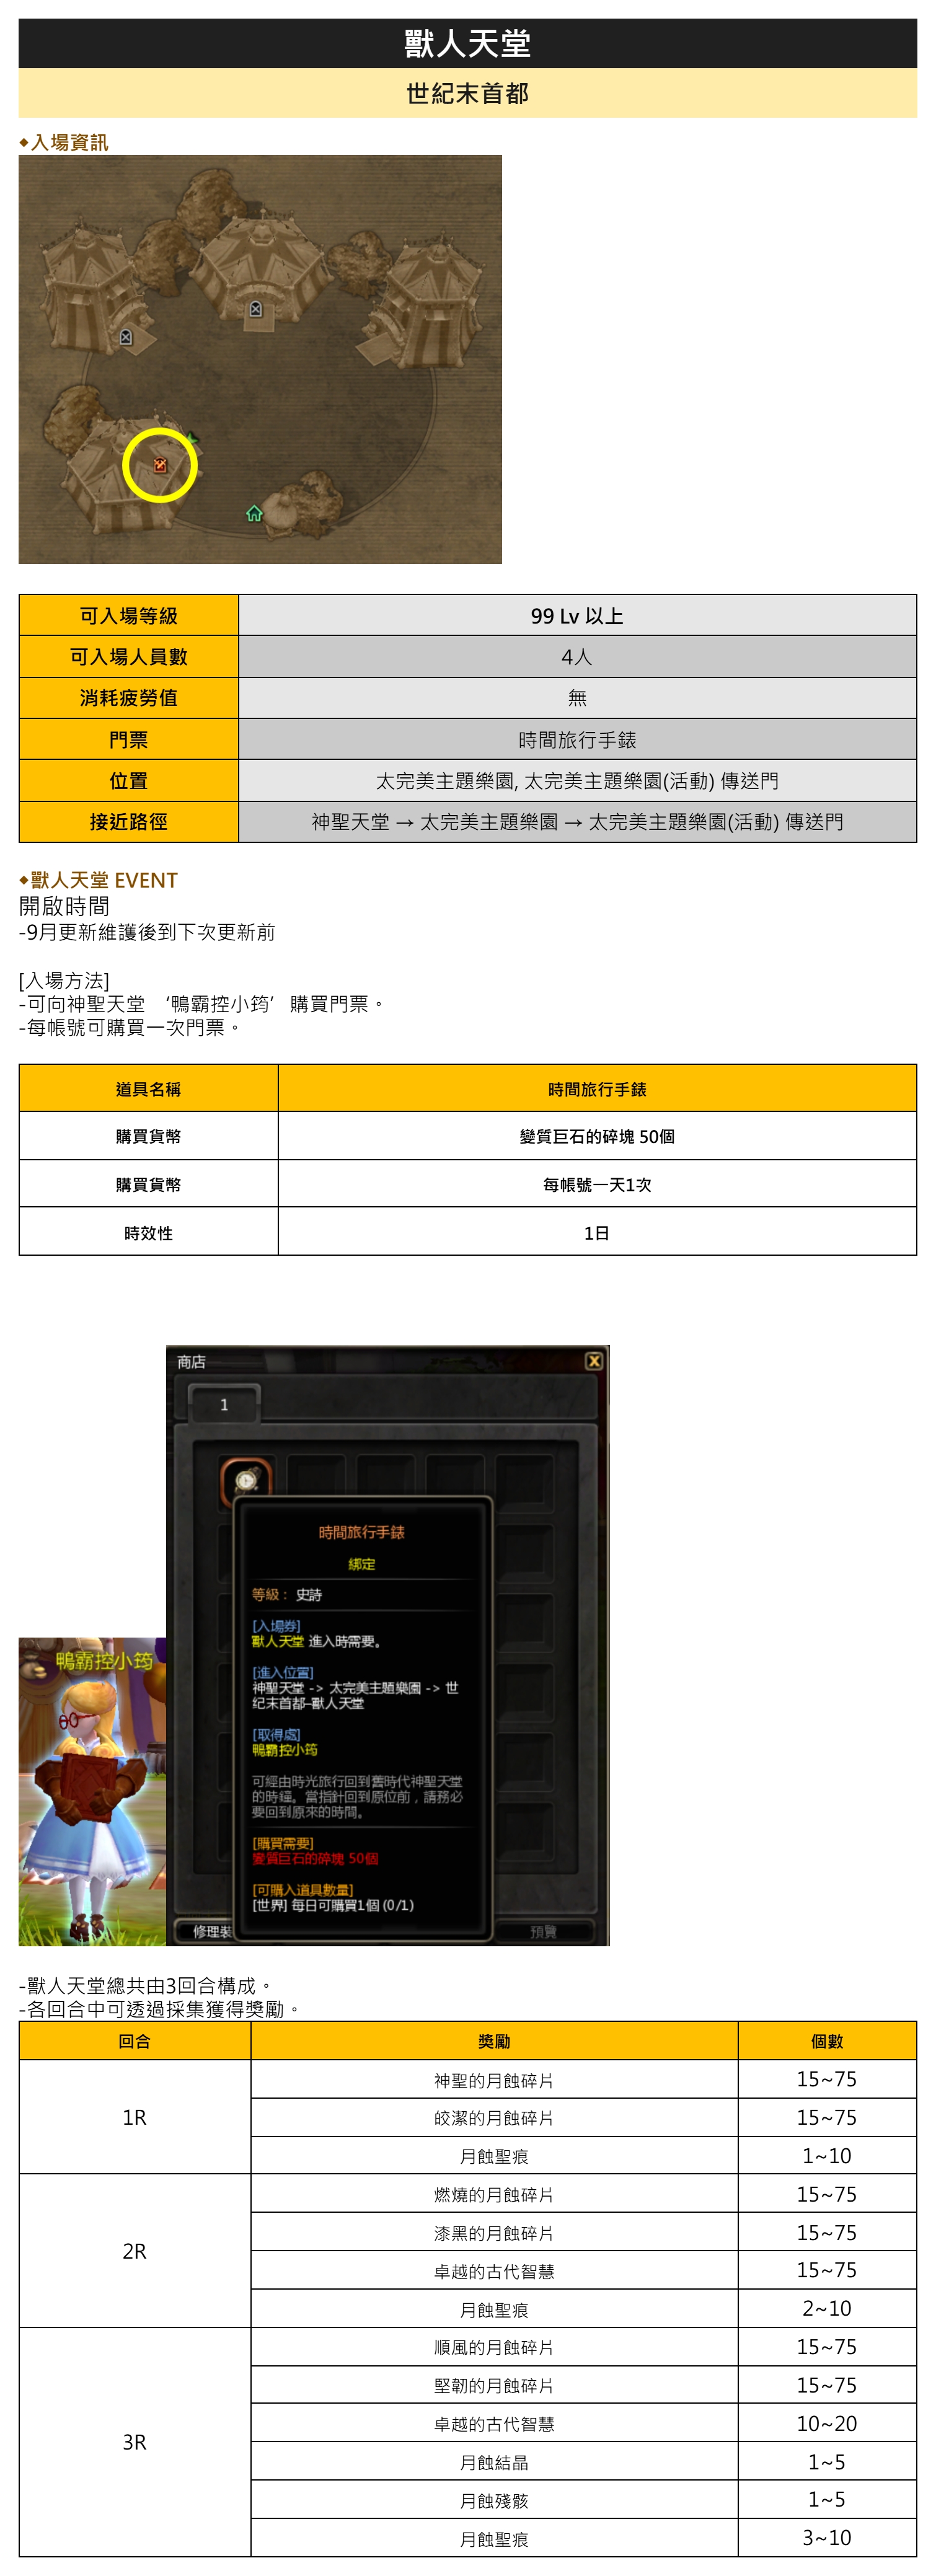 獸人天堂
世紀末首都
◆入場資訊
可入場等級 99 Lv 以上
可入場人員數 4人
消耗疲勞值 無
門票 時間旅行手錶
位置 太完美主題樂園, 太完美主題樂園(活動) 傳送門
接近路徑 神聖天堂 → 太完美主題樂園 → 太完美主題樂園(活動) 傳送門
◆獸人天堂 EVENT
開啟時間
-9月更新維護後到下次更新前
[入場方法]
-可向神聖天堂 ‘鴨霸控小筠’ 購買門票。
-每帳號可購買一次門票。
道具名稱 時間旅行手錶
購買貨幣 變質巨石的碎塊 50個
購買貨幣 每帳號一天1次
時效性 1日
商店
1
時間旅行手錶
綁定
等級： 史詩
[入場券]
獸人天堂 進入時需要。
[進入位置]
神聖天堂 -> 太完美主題樂園 -> 世
紀末首都–獸人天堂
[取得處]
鴨霸控小筠
可經由時光旅行回到舊時代神聖天堂
的時鐘。當指針回到原位前，請務必
要回到原來的時間。
[購買需要]
變質巨石的碎塊 50個
[可購入道具數量]
[世界] 每日可購買1個 (0/1)
修理裝
預覽
鴨霸控小筠
-獸人天堂總共由3回合構成。
-各回合中可透過採集獲得獎勵。
回合 獎勵 個數
1R
神聖的月蝕碎片 15~75
皎潔的月蝕碎片 15~75
月蝕聖痕 1~10
2R
燃燒的月蝕碎片 15~75
漆黑的月蝕碎片 15~75
卓越的古代智慧 15~75
月蝕聖痕 2~10
3R
順風的月蝕碎片 15~75
堅韌的月蝕碎片 15~75
卓越的古代智慧 10~20
月蝕結晶 1~5
月蝕殘骸 1~5
月蝕聖痕 3~10